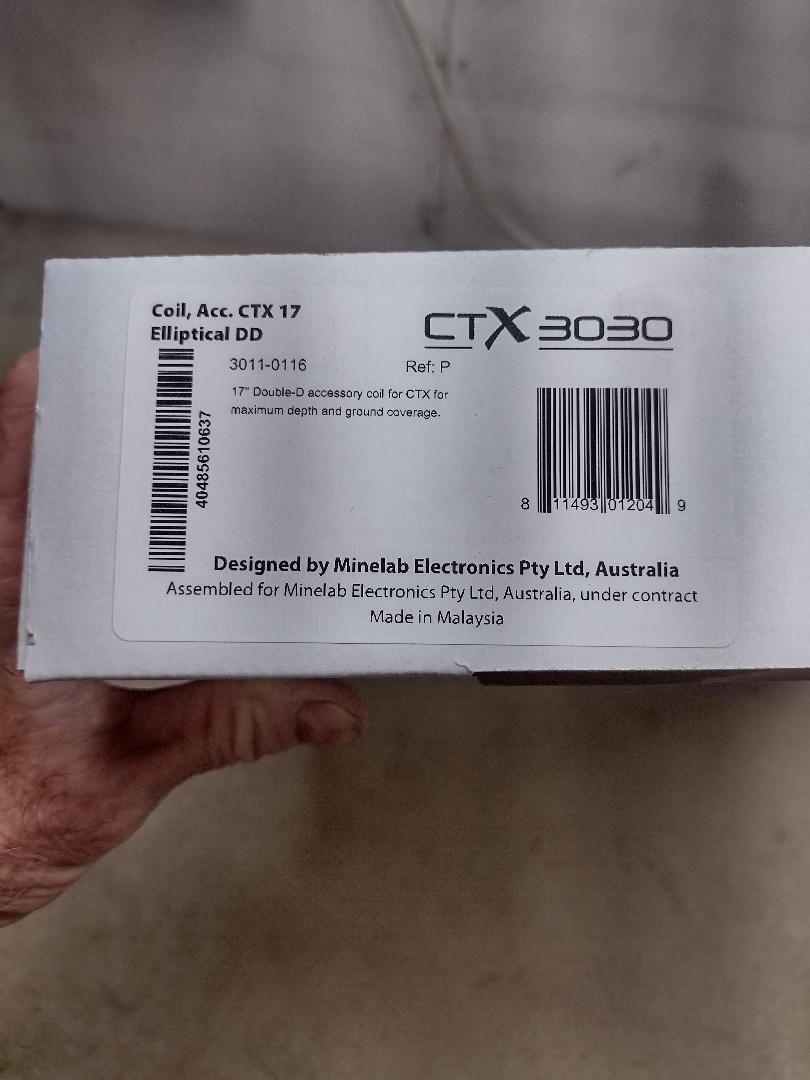 Coil, Acc. CTX 17
Elliptical DD
CTX 3030
3011-0116
Ref: P
17" Double-D accessory coil for CTX for
maximum depth and ground coverage.
40485610637
8 11493 01204 9
Designed by Minelab Electronics Pty Ltd, Australia
Assembled for Minelab Electronics Pty Ltd, Australia, under contract
Made in Malaysia